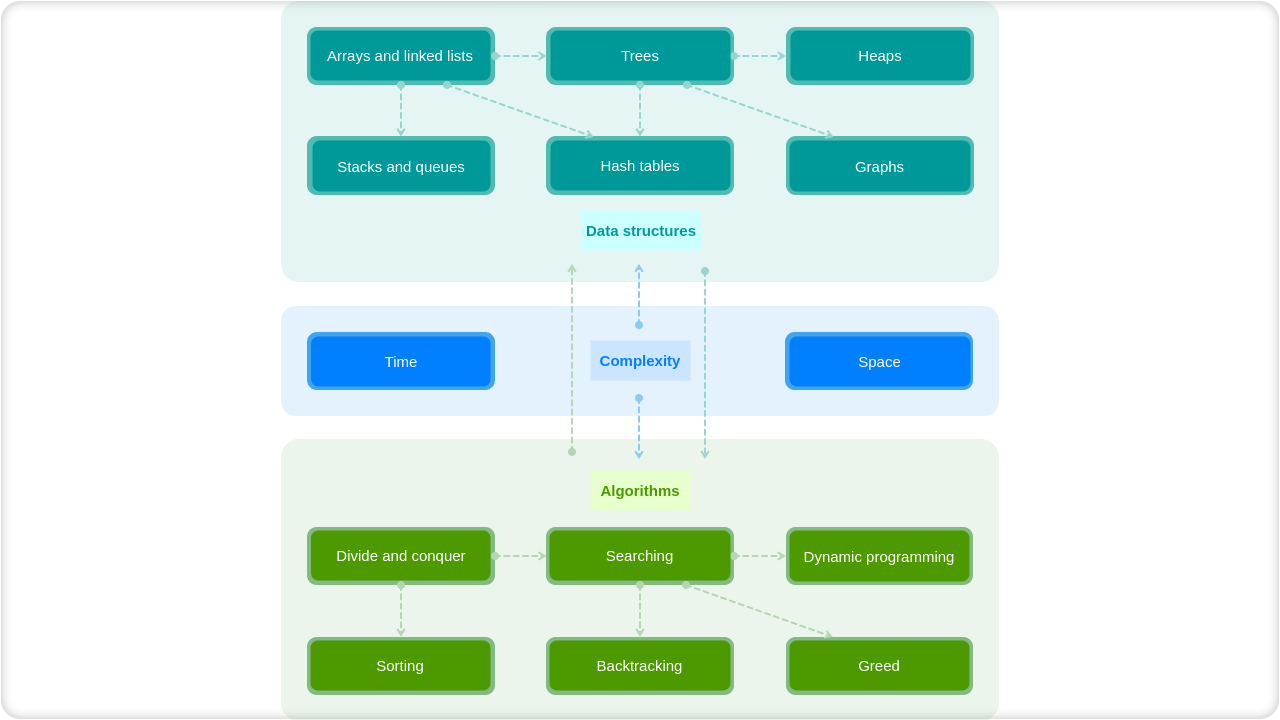 Arrays and linked lists
Trees
Heaps
Stacks and queues
Hash tables
Graphs
Data structures
Time
Complexity
Space
Algorithms
Divide and conquer
Searching
Dynamic programming
Sorting
Backtracking
Greed